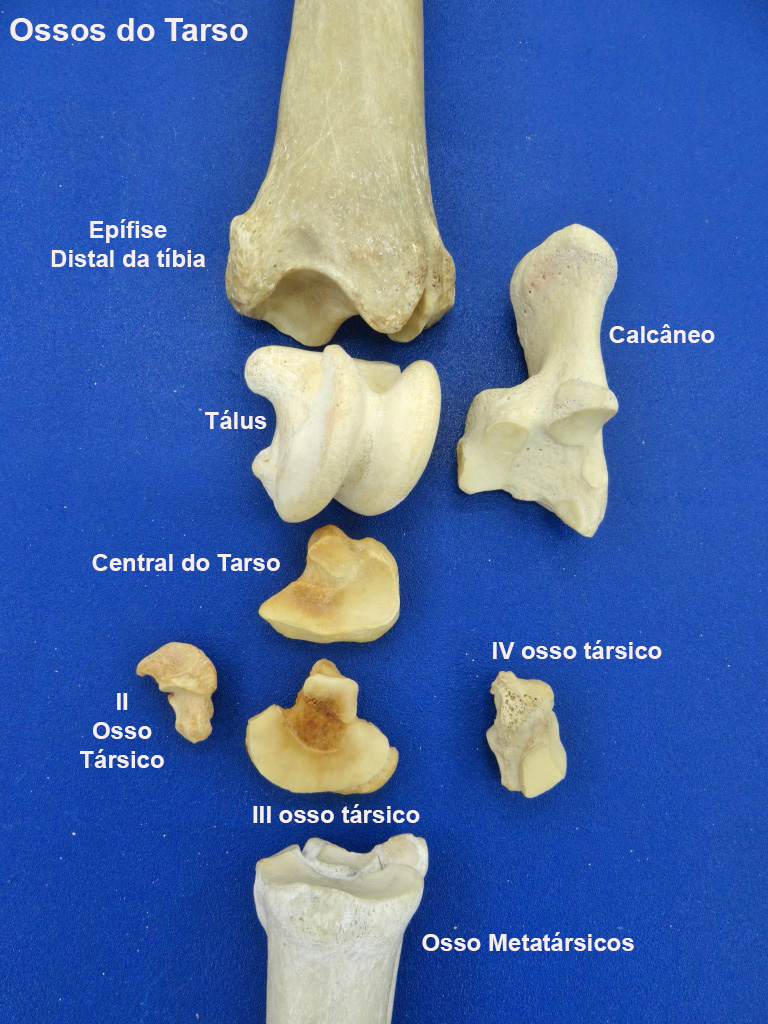 Ossos do Tarso
Epífise
Distal da tíbia
Calcâneo
Tálus
Central do Tarso
IV osso társico
II
Osso
Társico
III osso társico
Osso Metatársicos